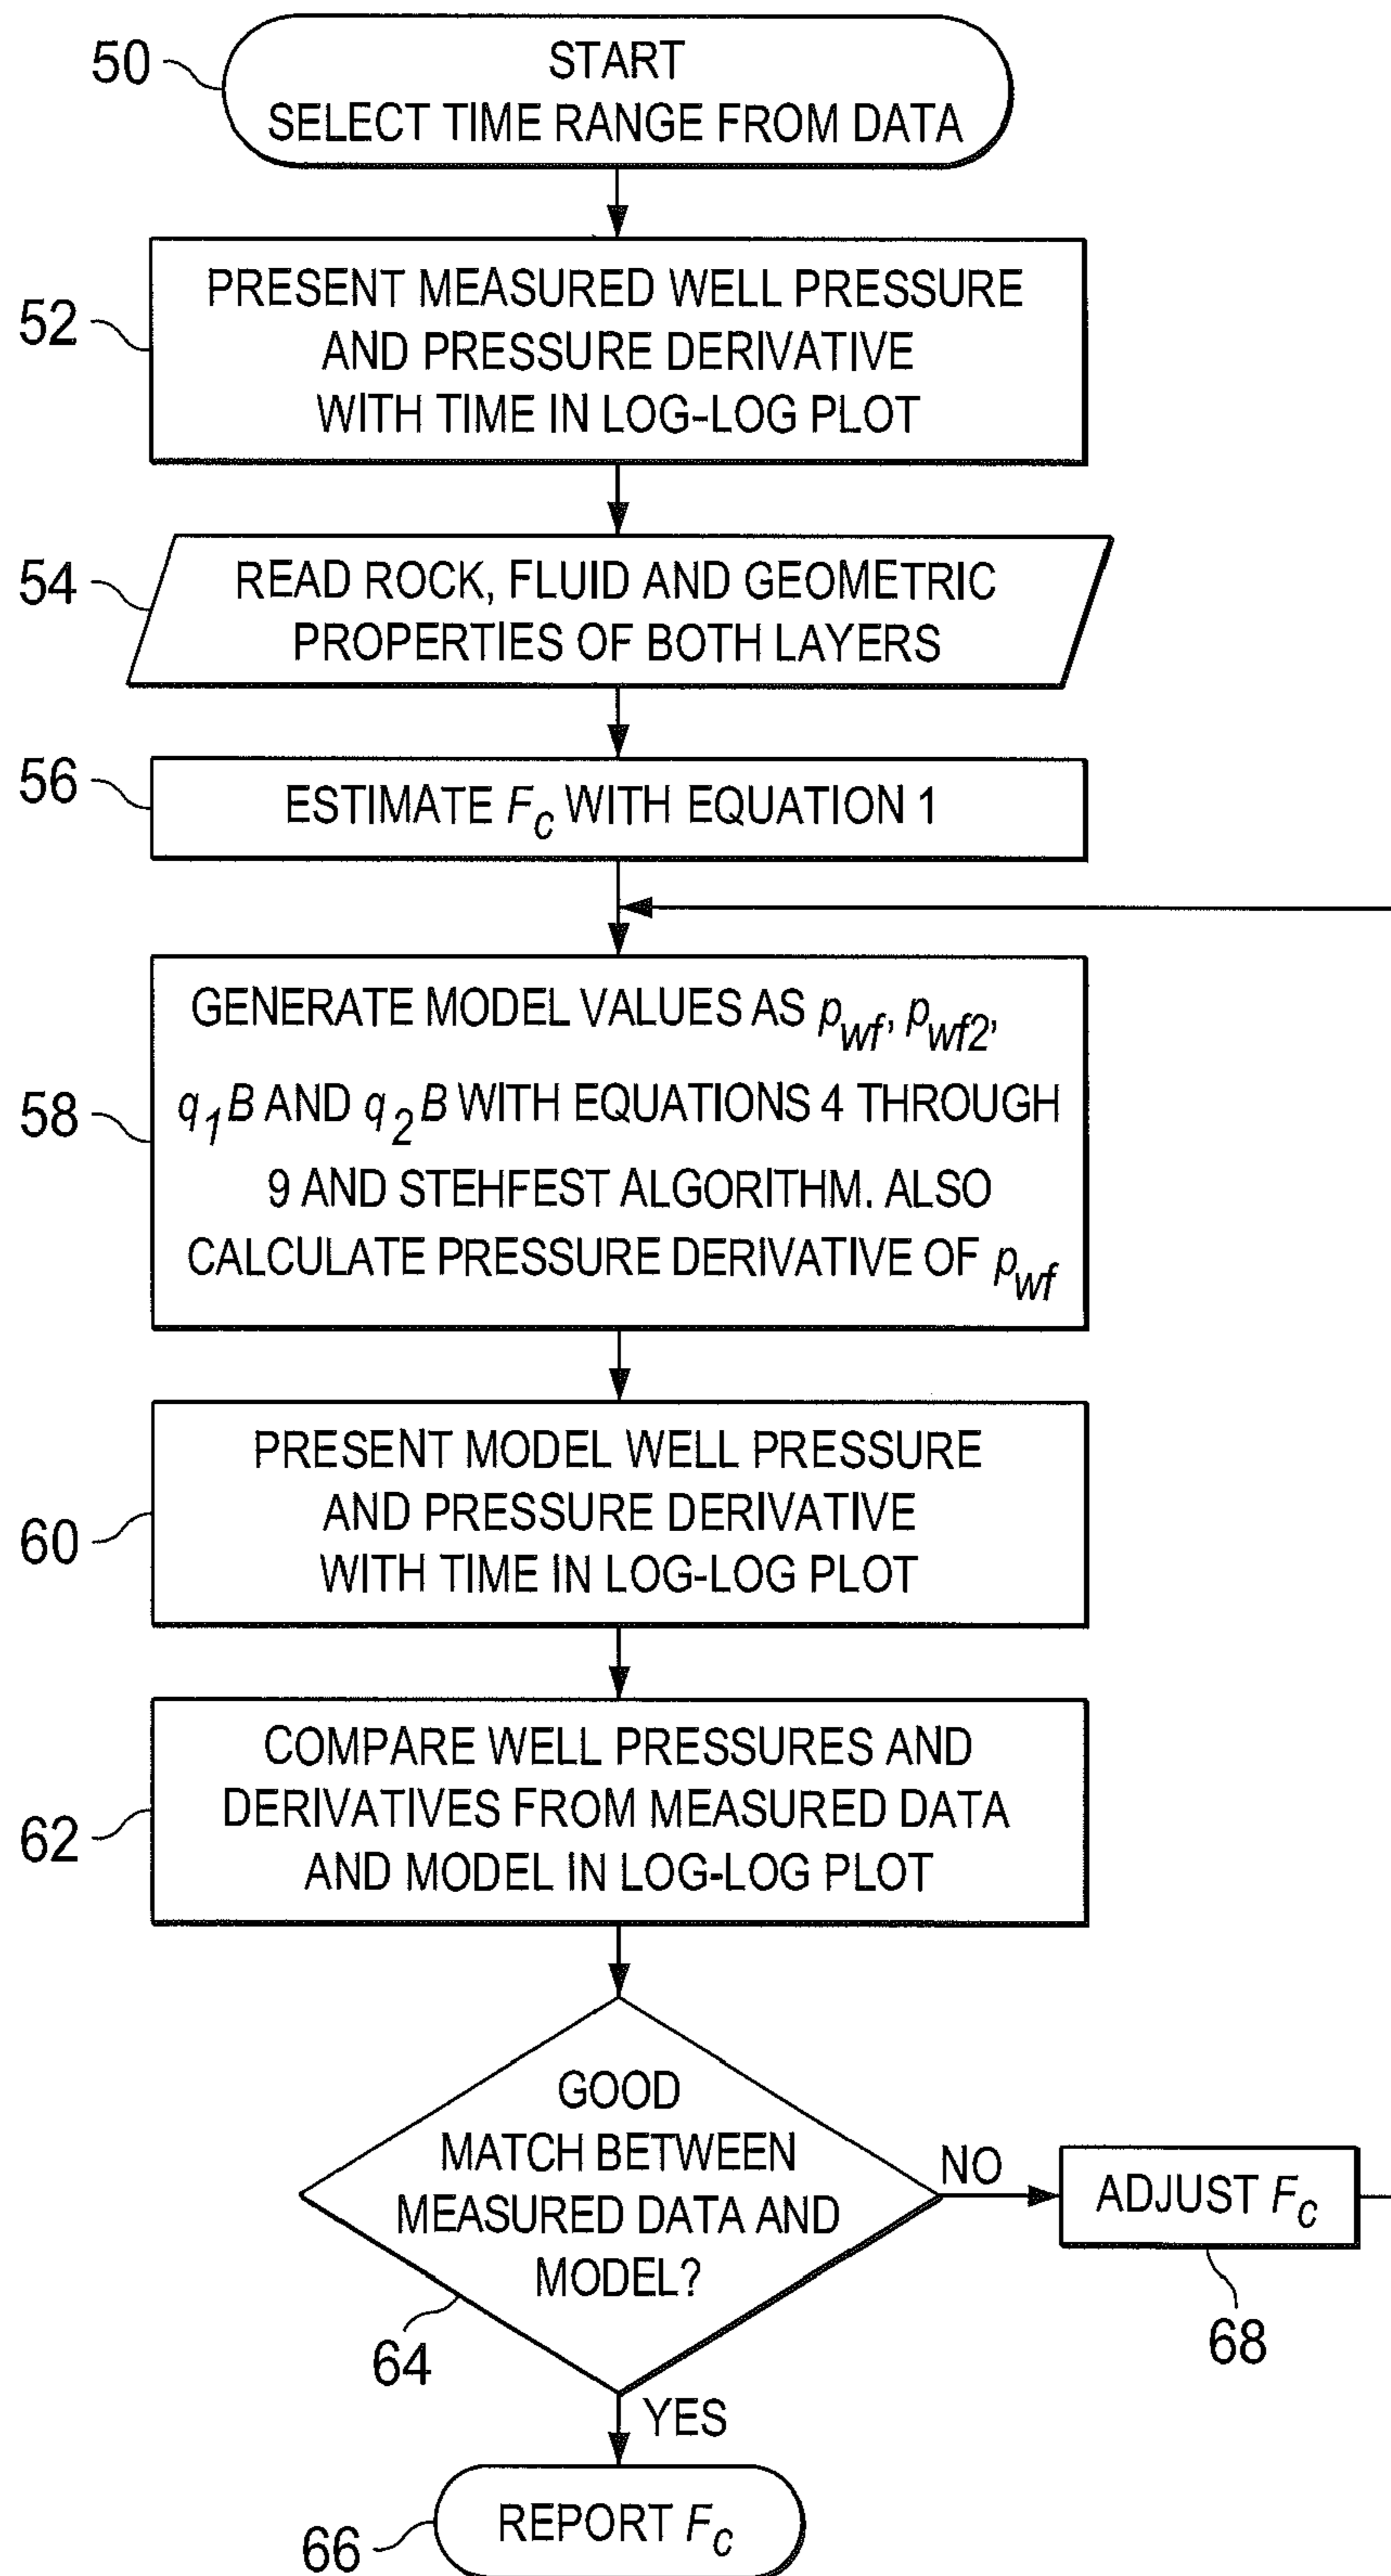 50
START
SELECT TIME RANGE FROM DATA
52
PRESENT MEASURED WELL PRESSURE
AND PRESSURE DERIVATIVE
WITH TIME IN LOG-LOG PLOT
54
READ ROCK, FLUID AND GEOMETRIC
PROPERTIES OF BOTH LAYERS
56
ESTIMATE Fc WITH EQUATION 1
58
GENERATE MODEL VALUES AS pwf, pwf2,
q1B AND q2B WITH EQUATIONS 4 THROUGH
9 AND STEHFEST ALGORITHM. ALSO
CALCULATE PRESSURE DERIVATIVE OF pwf
60
PRESENT MODEL WELL PRESSURE
AND PRESSURE DERIVATIVE
WITH TIME IN LOG-LOG PLOT
62
COMPARE WELL PRESSURES AND
DERIVATIVES FROM MEASURED DATA
AND MODEL IN LOG-LOG PLOT
GOOD
MATCH BETWEEN
MEASURED DATA AND
MODEL?
64
NO
ADJUST Fc
68
YES
66
REPORT Fc